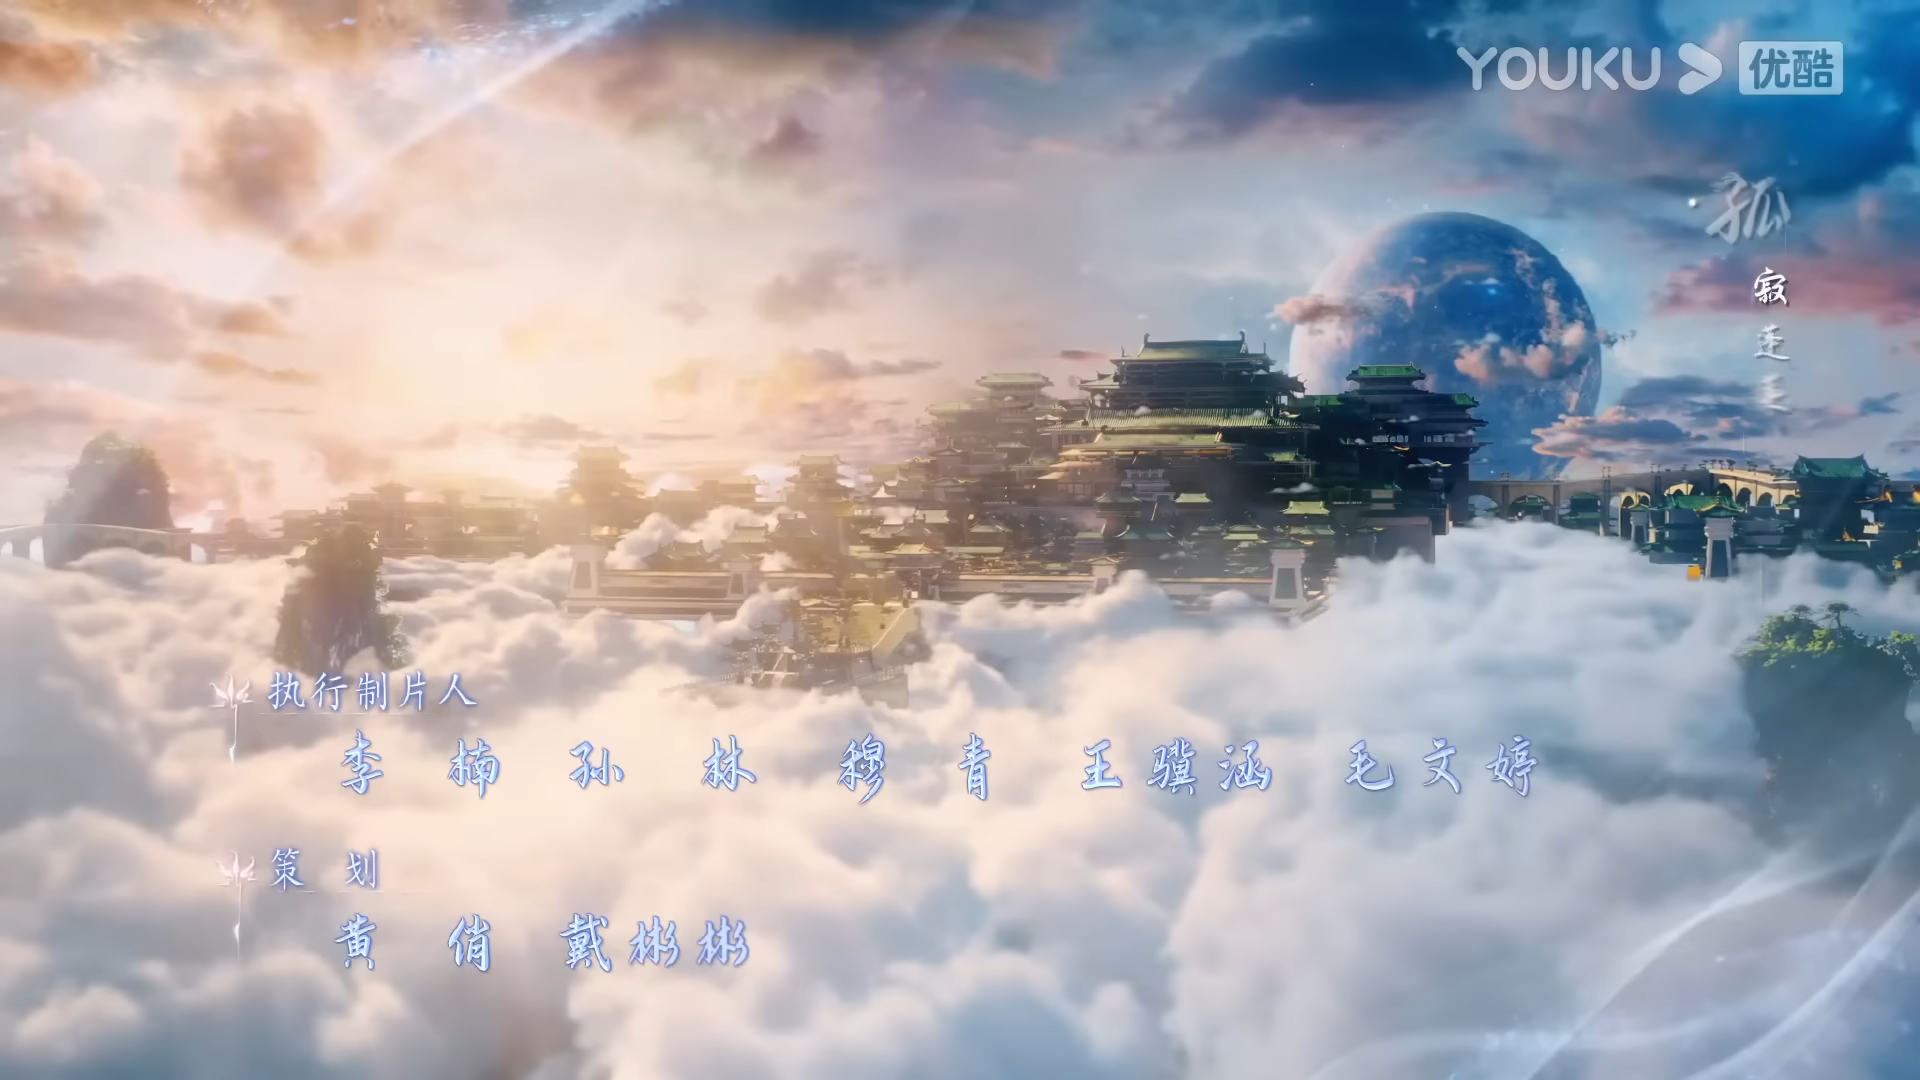 YOUKU 优酷
孤
寂
执行制片人
李楠 孙林 穆青 王骥涵 毛文婷
策划
黄俏 戴彬彬